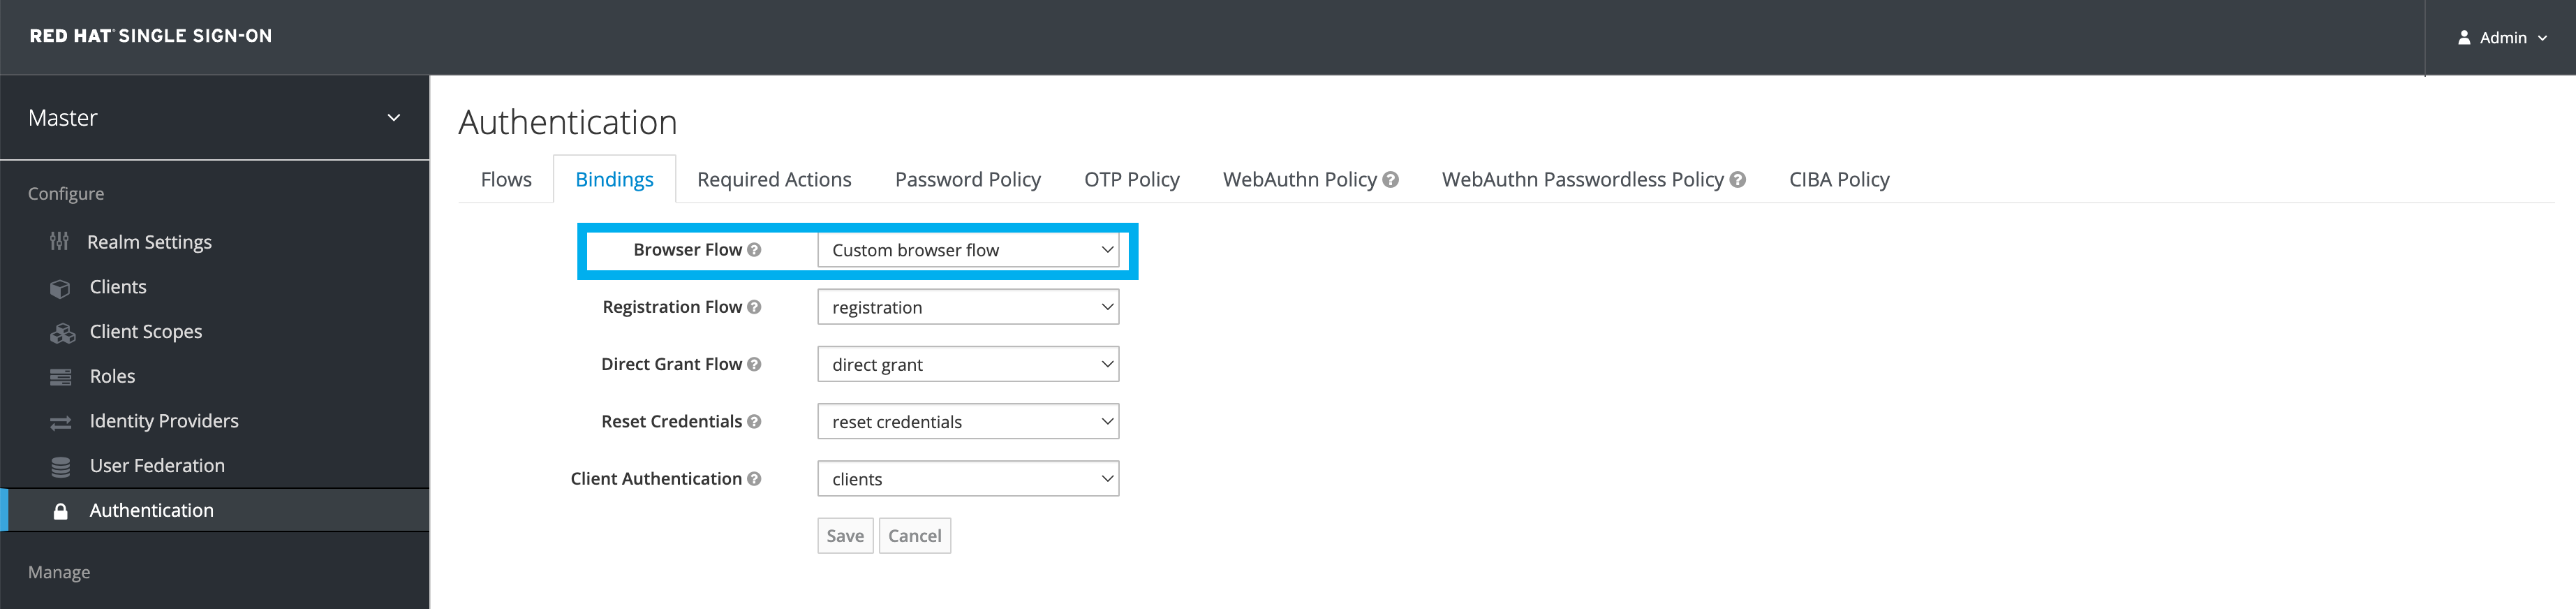 RED HAT SINGLE SIGN-ON
Admin
Master
Configure
Realm Settings
Clients
Client Scopes
Roles
Identity Providers
User Federation
Authentication
Manage
Authentication
Flows Bindings Required Actions Password Policy OTP Policy WebAuthn Policy WebAuthn Passwordless Policy CIBA Policy
Browser Flow Custom browser flow
Registration Flow registration
Direct Grant Flow direct grant
Reset Credentials reset credentials
Client Authentication clients
Save Cancel